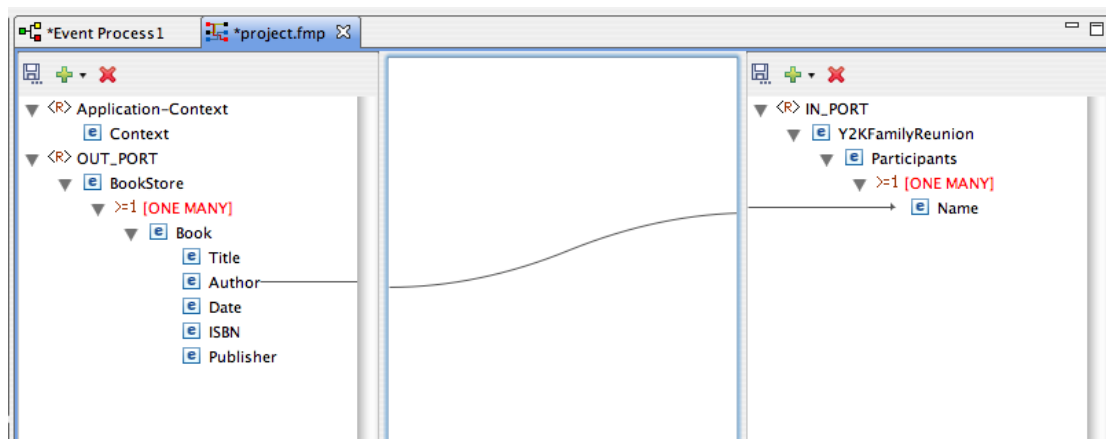 *Event Process1
*project.fmp
<R> Application-Context
e Context
<R> OUT_PORT
e BookStore
>=1 [ONE MANY]
e Book
e Title
e Author
e Date
e ISBN
e Publisher
<R> IN_PORT
e Y2KFamilyReunion
e Participants
>=1 [ONE MANY]
e Name